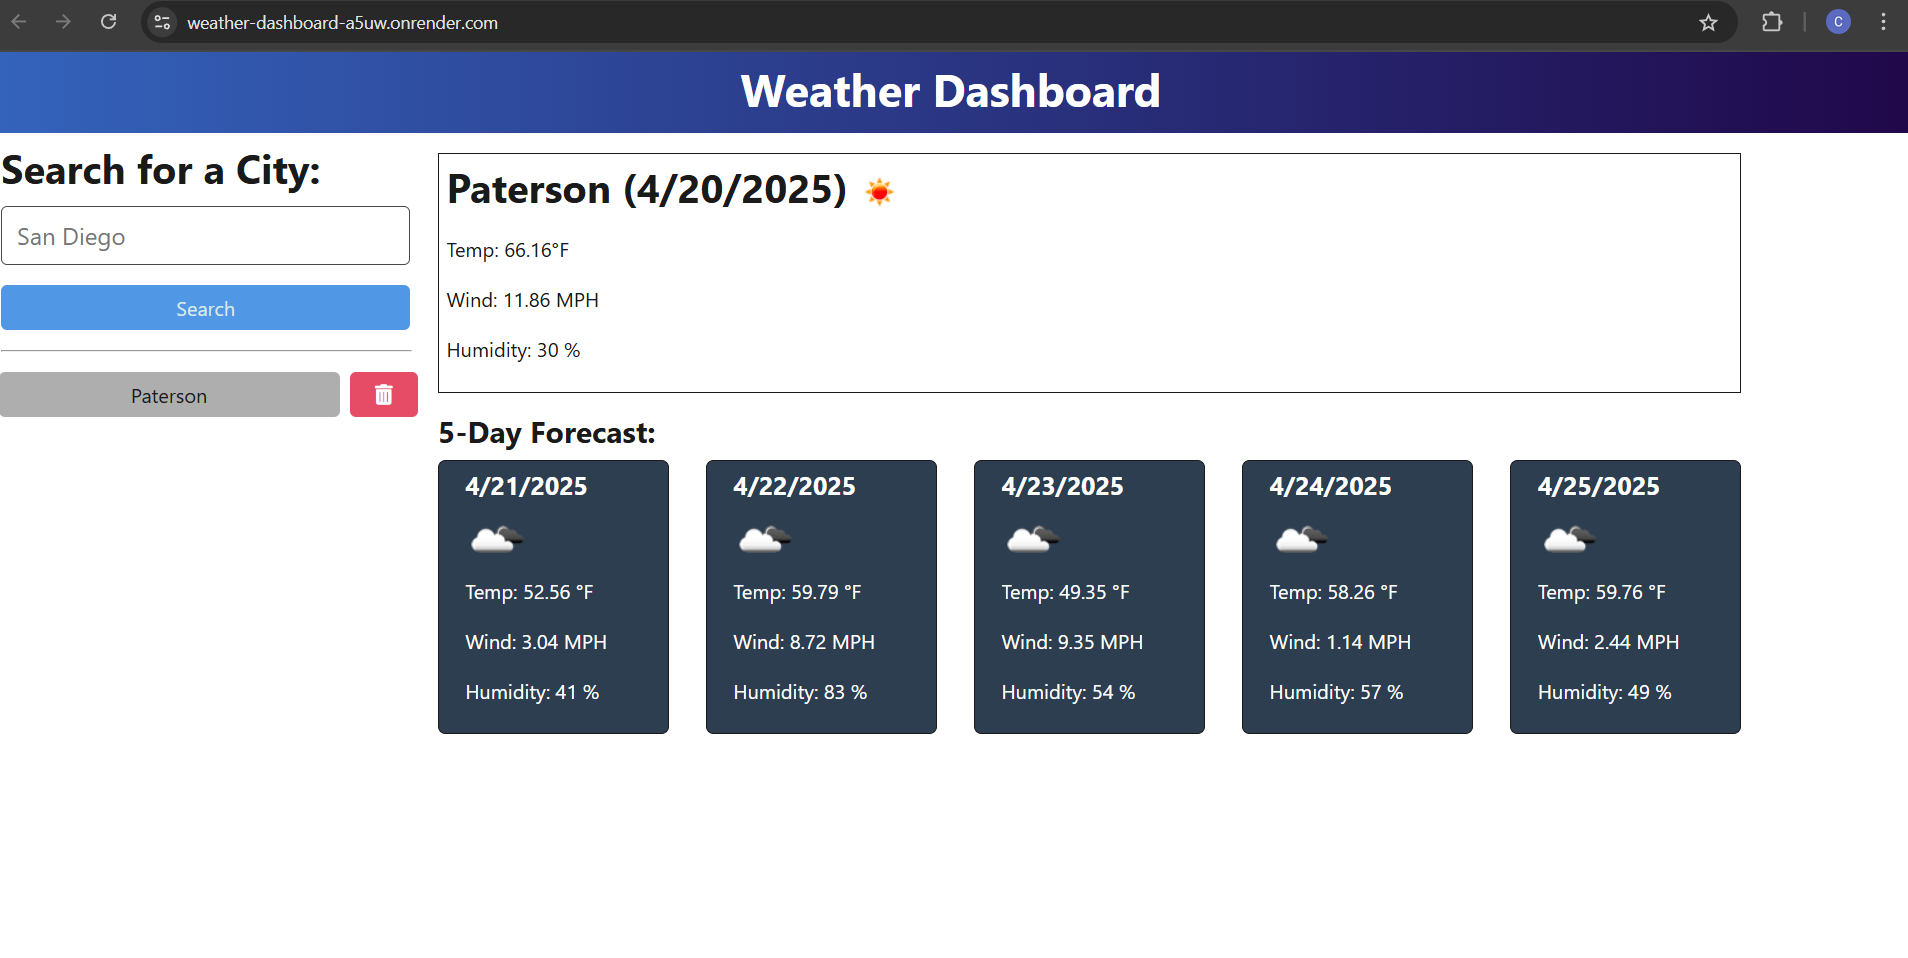 weather-dashboard-a5uw.onrender.com
C
Weather Dashboard
Search for a City:
San Diego
Search
Paterson
Paterson (4/20/2025)
Temp: 66.16°F
Wind: 11.86 MPH
Humidity: 30 %
5-Day Forecast:
4/21/2025
Temp: 52.56 °F
Wind: 3.04 MPH
Humidity: 41 %
4/22/2025
Temp: 59.79 °F
Wind: 8.72 MPH
Humidity: 83 %
4/23/2025
Temp: 49.35 °F
Wind: 9.35 MPH
Humidity: 54 %
4/24/2025
Temp: 58.26 °F
Wind: 1.14 MPH
Humidity: 57 %
4/25/2025
Temp: 59.76 °F
Wind: 2.44 MPH
Humidity: 49 %